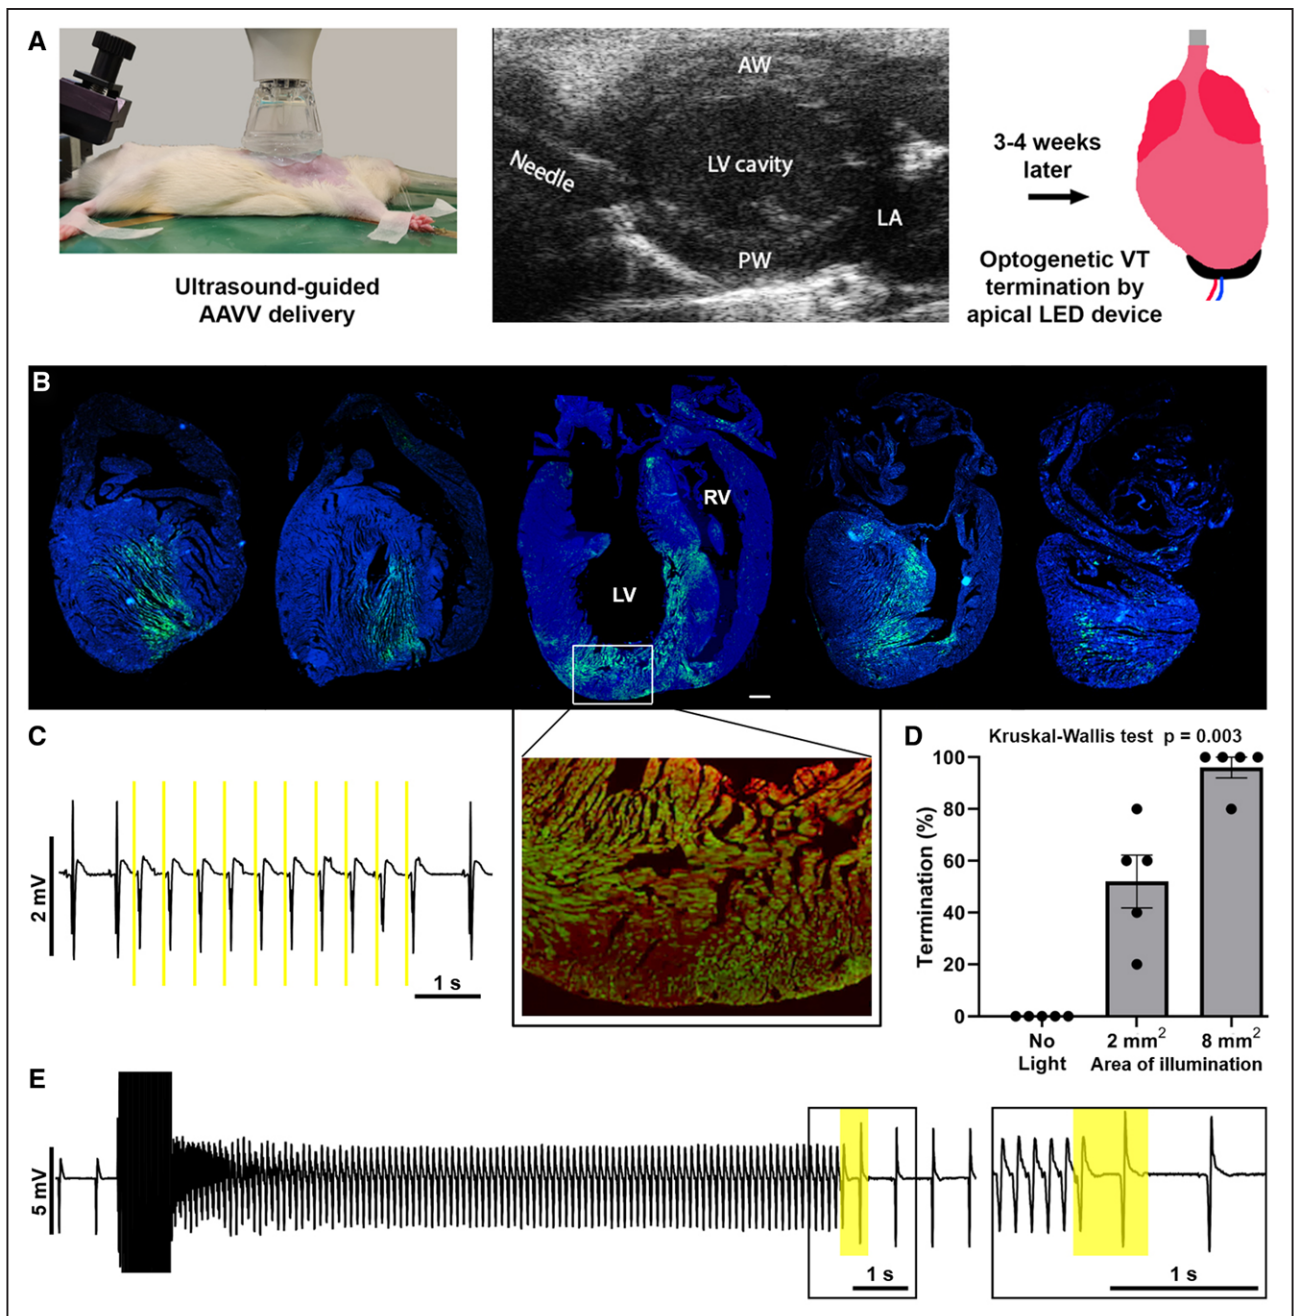 A
Ultrasound-guided
AAVV delivery
AW
Needle
LV cavity
LA
PW
3-4 weeks
later
Optogenetic VT
termination by
apical LED device
B
RV
LV
C
2 mV
1 s
D
Kruskal-Wallis test p = 0.003
Termination (%)
100
80
60
40
20
0
No
Light
2 mm²
8 mm²
Area of illumination
E
5 mV
1 s
1 s